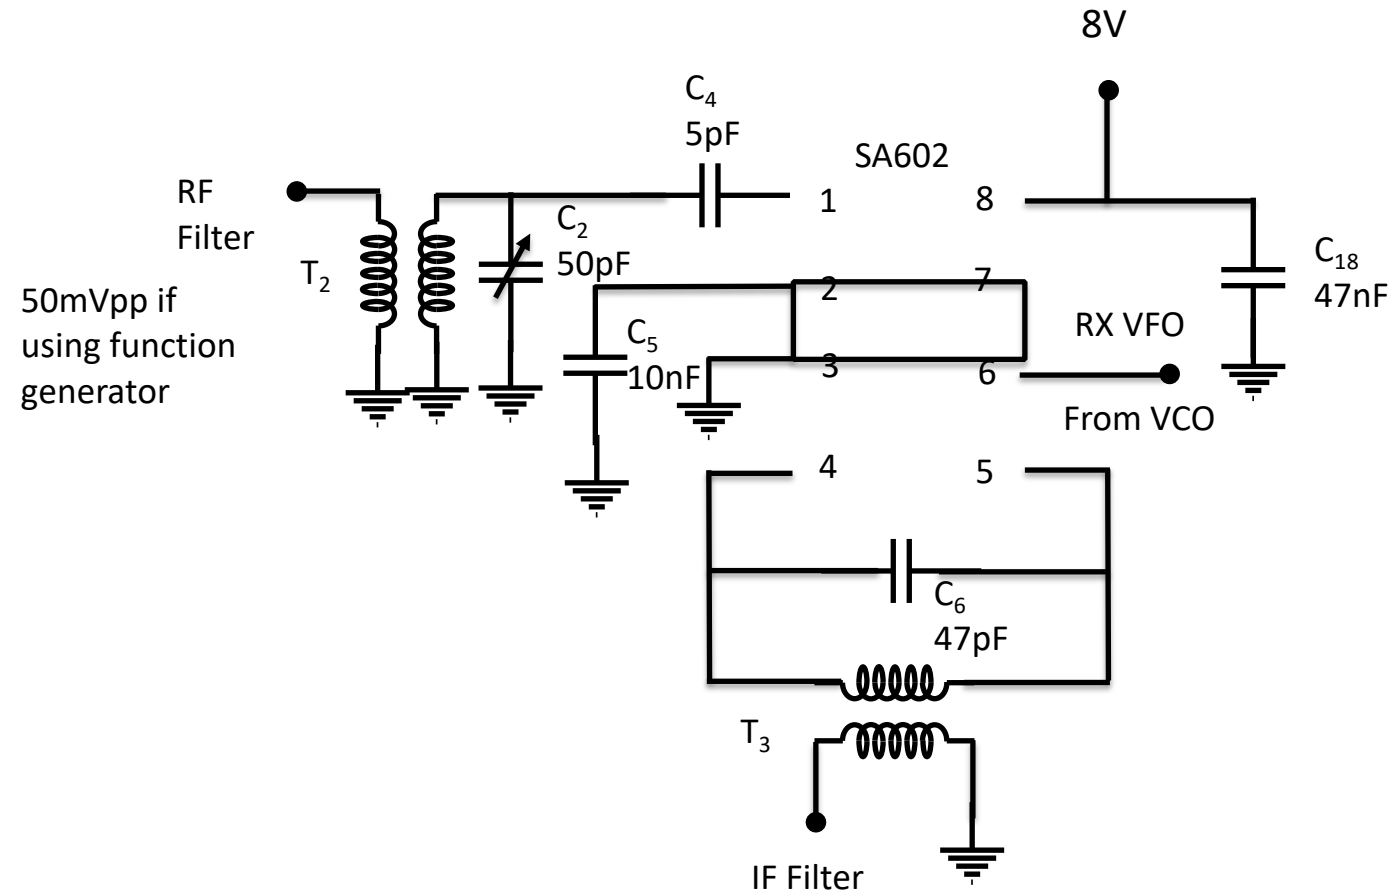 8V
C4
5pF
SA602
RF
Filter
1
8
C2
50pF
T2
C18
47nF
50mVpp if
using function
generator
2
7
C5
10nF
RX VFO
3
6
From VCO
4
5
C6
47pF
T3
IF Filter